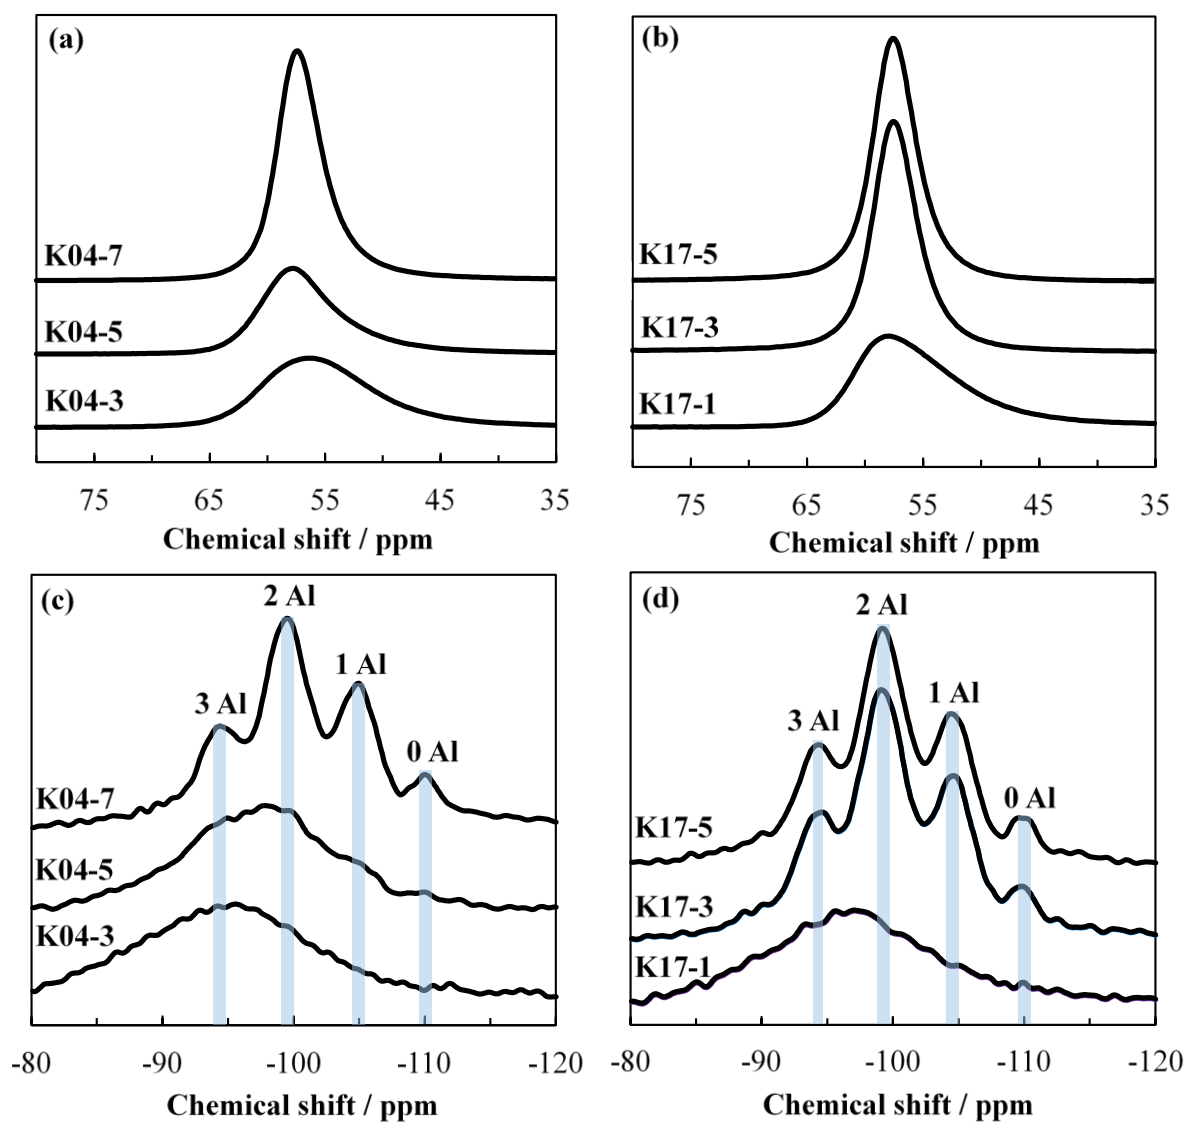 (a)
K04-7
K04-5
K04-3
75 65 55 45 35
Chemical shift / ppm
(b)
K17-5
K17-3
K17-1
75 65 55 45 35
Chemical shift / ppm
(c)
2 Al
1 Al
3 Al
0 Al
K04-7
K04-5
K04-3
-80 -90 -100 -110 -120
Chemical shift / ppm
(d)
2 Al
1 Al
3 Al
0 Al
K17-5
K17-3
K17-1
-80 -90 -100 -110 -120
Chemical shift / ppm